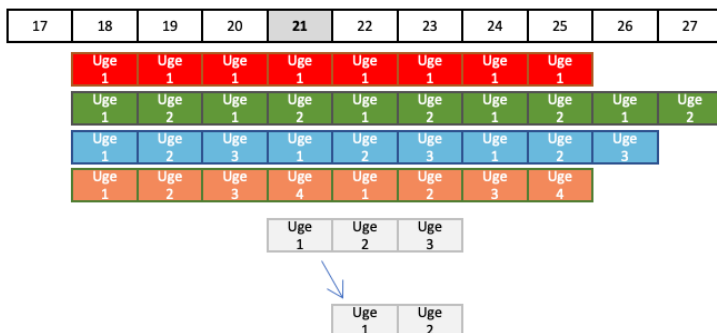 17 18 19 20 21 22 23 24 25 26 27
Uge 1 Uge 1 Uge 1 Uge 1 Uge 1 Uge 1 Uge 1 Uge 1
Uge 1 Uge 2 Uge 1 Uge 2 Uge 1 Uge 2 Uge 1 Uge 2 Uge 1 Uge 2
Uge 1 Uge 2 Uge 3 Uge 1 Uge 2 Uge 3 Uge 1 Uge 2 Uge 3
Uge 1 Uge 2 Uge 3 Uge 4 Uge 1 Uge 2 Uge 3 Uge 4
Uge 1 Uge 2 Uge 3
Uge 1 Uge 2